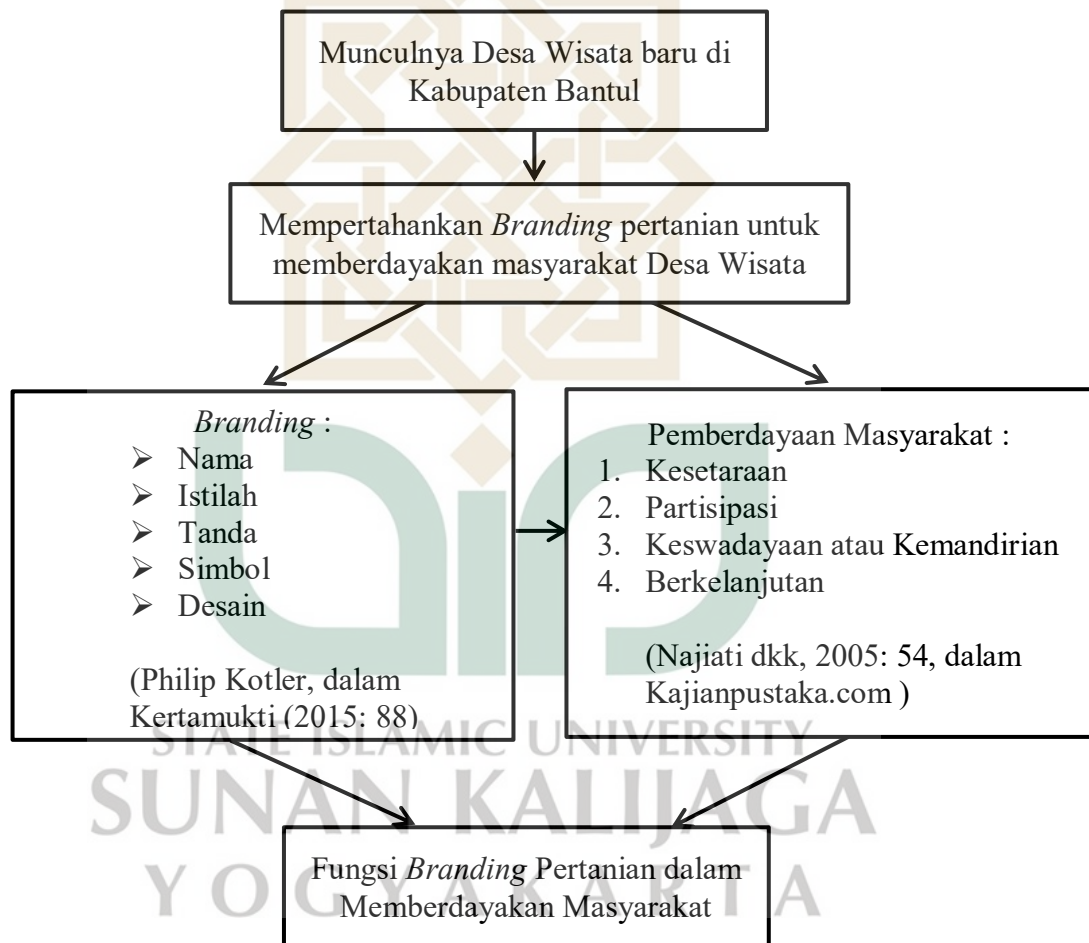 Munculnya Desa Wisata baru di
Kabupaten Bantul
Mempertahankan Branding pertanian untuk
memberdayakan masyarakat Desa Wisata
Branding :
➢ Nama
➢ Istilah
➢ Tanda
➢ Simbol
➢ Desain
(Philip Kotler, dalam
Kertamukti (2015: 88)
Pemberdayaan Masyarakat :
1. Kesetaraan
2. Partisipasi
3. Keswadayaan atau Kemandirian
4. Berkelanjutan
(Najiati dkk, 2005: 54, dalam
Kajianpustaka.com )
STATE ISLAMIC UNIVERSITY
SUNAN KALIJAGA
YOGYAKARTA
Fungsi Branding Pertanian dalam
Memberdayakan Masyarakat